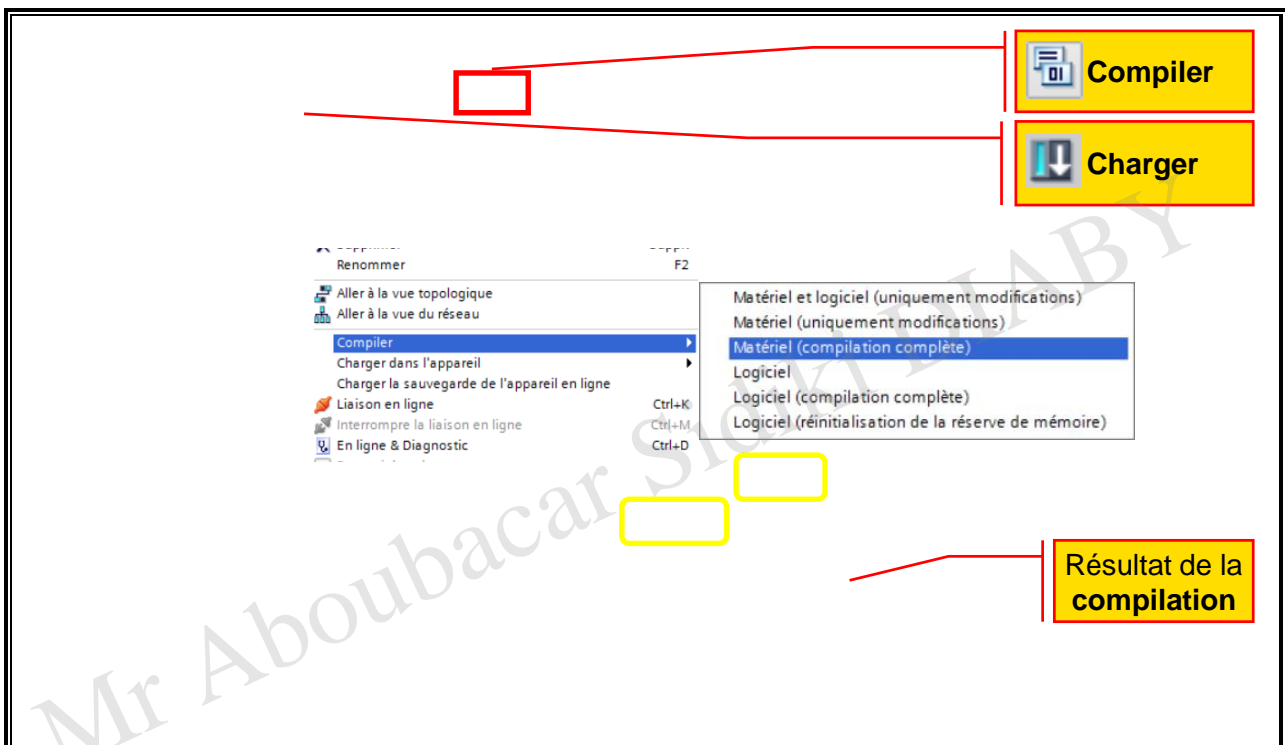 Compiler
Charger
Renommer F2
Aller à la vue topologique
Aller à la vue du réseau
Compiler
Charger dans l'appareil
Charger la sauvegarde de l'appareil en ligne
Liaison en ligne Ctrl+K
Interrompre la liaison en ligne Ctrl+M
En ligne & Diagnostic Ctrl+D
Matériel et logiciel (uniquement modifications)
Matériel (uniquement modifications)
Matériel (compilation complète)
Logiciel
Logiciel (compilation complète)
Logiciel (réinitialisation de la réserve de mémoire)
Résultat de la
compilation
Mr Aboubacar Sidiki DIABY